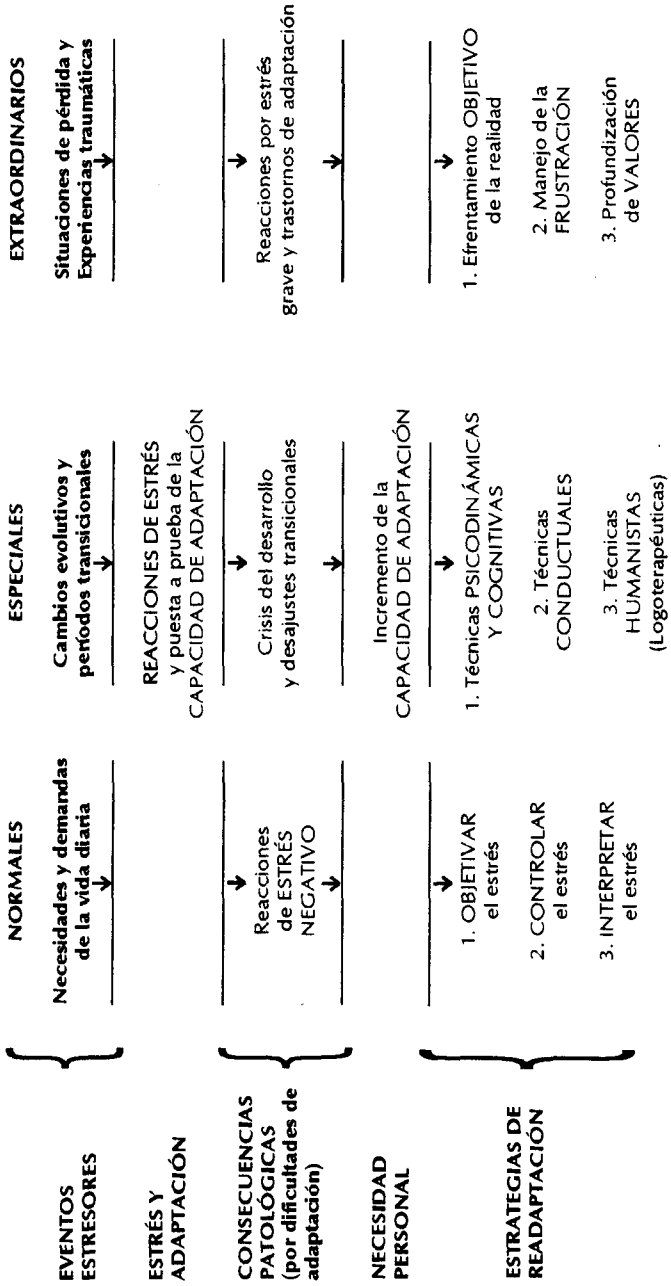 NORMALES
ESPECIALES
EXTRAORDINARIOS
EVENTOS
ESTRESORES
Necesidades y demandas
de la vida diaria
Cambios evolutivos y
períodos transicionales
Situaciones de pérdida y
Experiencias traumáticas
ESTRÉS Y
ADAPTACIÓN
REACCIONES DE ESTRÉS
y puesta a prueba de la
CAPACIDAD DE ADAPTACIÓN
CONSECUENCIAS
PATOLÓGICAS
(por dificultades de
adaptación)
Reacciones
de ESTRÉS
NEGATIVO
Crisis del desarrollo
y desajustes transicionales
Reacciones por estrés
grave y trastornos de adaptación
NECESIDAD
PERSONAL
Incremento de la
CAPACIDAD DE ADAPTACIÓN
ESTRATEGIAS DE
READAPTACIÓN
1. OBJETIVAR
el estrés
2. CONTROLAR
el estrés
3. INTERPRETAR
el estrés
1. Técnicas PSICODINÁMICAS
Y COGNITIVAS
2. Técnicas
CONDUCTUALES
3. Técnicas
HUMANISTAS
(Logoterapéuticas)
1. Efrentamiento OBJETIVO
de la realidad
2. Manejo de la
FRUSTRACIÓN
3. Profundización
de VALORES